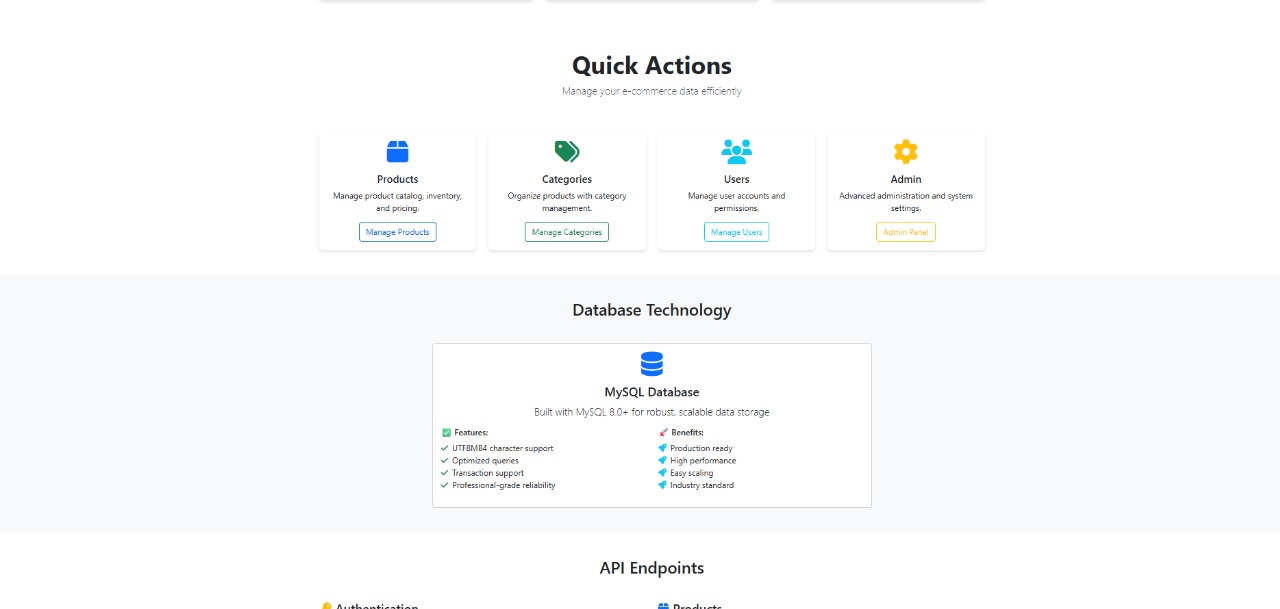 Quick Actions
Manage your e-commerce data efficiently
Products
Manage product catalog, inventory,
and pricing.
Manage Products
Categories
Organize products with category
management.
Manage Categories
Users
Manage user accounts and
permissions.
Manage Users
Admin
Advanced administration and system
settings.
Admin Panel
Database Technology
MySQL Database
Built with MySQL 8.0+ for robust, scalable data storage
Features:
UTF8MB4 character support
Optimized queries
Transaction support
Professional-grade reliability
Benefits:
Production ready
High performance
Easy scaling
Industry standard
API Endpoints
Authentication
Products